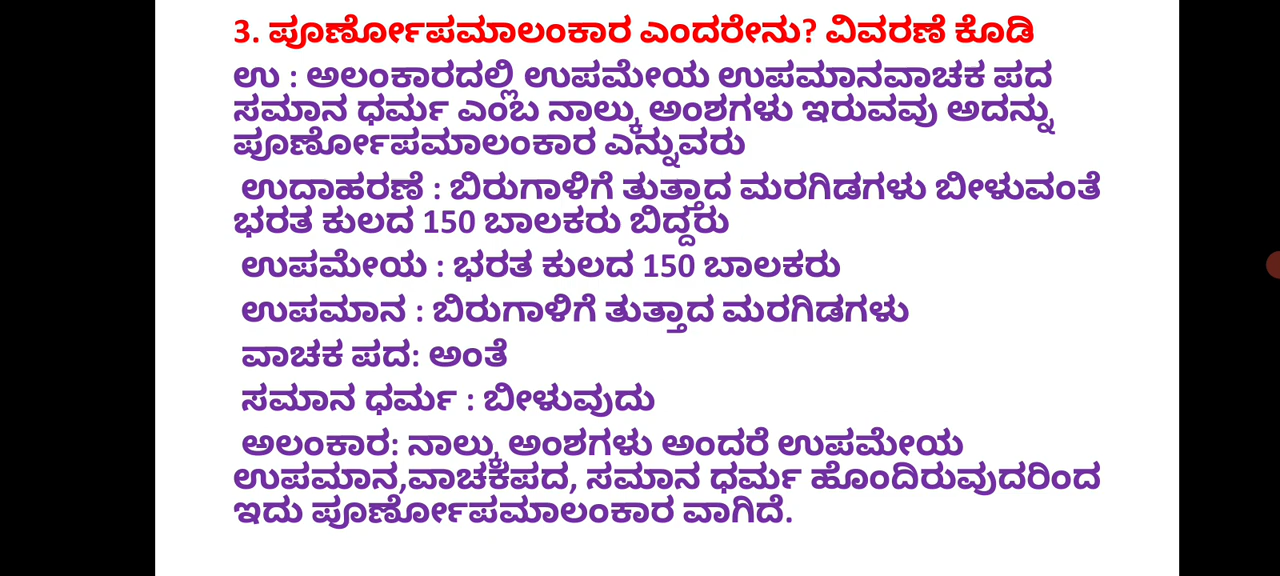 3. ಪೂರ್ಣೋಪಮಾಲಂಕಾರ ಎಂದರೇನು? ವಿವರಣೆ ಕೊಡಿ
ಉ : ಅಲಂಕಾರದಲ್ಲಿ ಉಪಮೇಯ ಉಪಮಾನವಾಚಕ ಪದ
ಸಮಾನ ಧರ್ಮ ಎಂಬ ನಾಲ್ಕು ಅಂಶಗಳು ಇರುವವು ಅದನ್ನು
ಪೂರ್ಣೋಪಮಾಲಂಕಾರ ಎನ್ನುವರು
ಉದಾಹರಣೆ : ಬಿರುಗಾಳಿಗೆ ತುತ್ತಾದ ಮರಗಿಡಗಳು ಬೀಳುವಂತೆ
ಭರತ ಕುಲದ 150 ಬಾಲಕರು ಬಿದ್ದರು
ಉಪಮೇಯ : ಭರತ ಕುಲದ 150 ಬಾಲಕರು
ಉಪಮಾನ : ಬಿರುಗಾಳಿಗೆ ತುತ್ತಾದ ಮರಗಿಡಗಳು
ವಾಚಕ ಪದ: ಅಂತೆ
ಸಮಾನ ಧರ್ಮ : ಬೀಳುವುದು
ಅಲಂಕಾರ: ನಾಲ್ಕು ಅಂಶಗಳು ಅಂದರೆ ಉಪಮೇಯ
ಉಪಮಾನ,ವಾಚಕಪದ, ಸಮಾನ ಧರ್ಮ ಹೊಂದಿರುವುದರಿಂದ
ಇದು ಪೂರ್ಣೋಪಮಾಲಂಕಾರ ವಾಗಿದೆ.